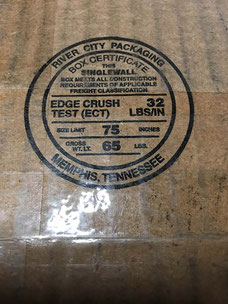 RIVER CITY PACKAGING
BOX CERTIFICATE
THIS
SINGLEWALL
BOX MEETS ALL CONSTRUCTION
REQUIREMENTS OF APPLICABLE
FREIGHT CLASSIFICATION.
EDGE CRUSH 32
TEST (ECT) LBS/IN
SIZE LIMIT 75 INCHES
GROSS
WT. LT. 65 LBS.
MEMPHIS, TENNESSEE